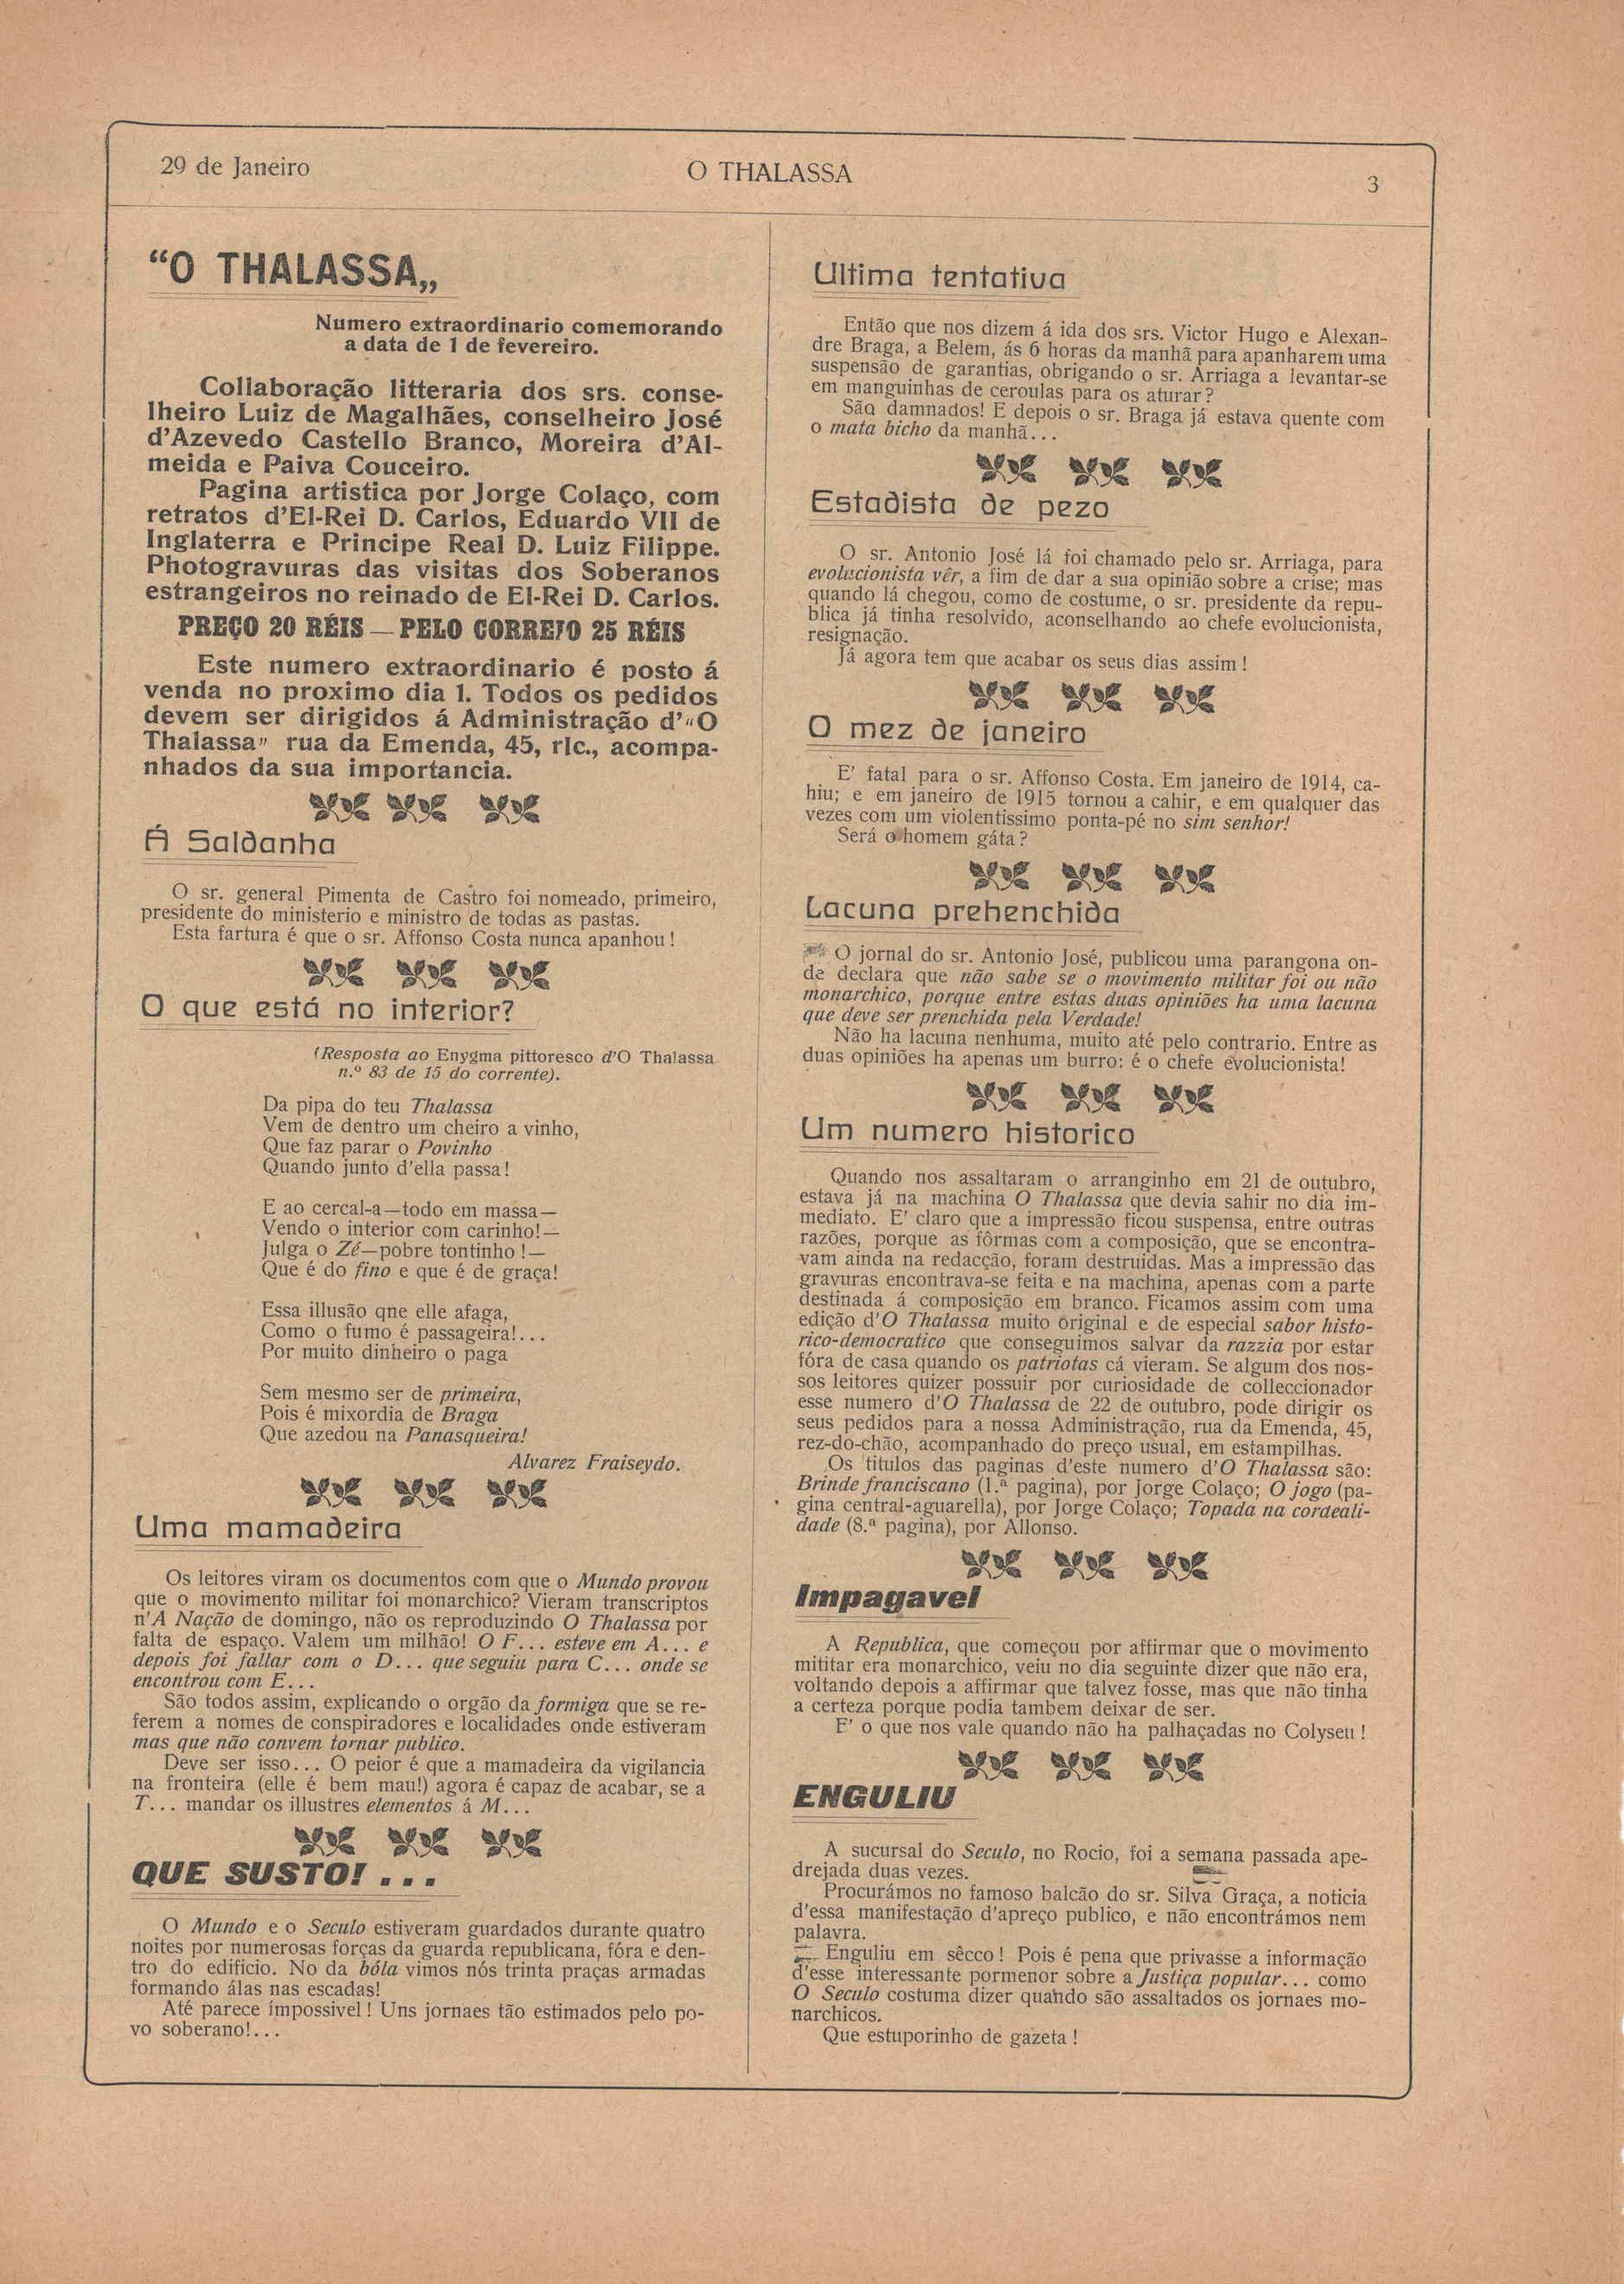 29 de Janeiro
O THALASSA
3
“O THALASSA„
Numero extraordinario comemorando
a data de 1 de fevereiro.
Collaboração litteraria dos srs. conse-
lheiro Luiz de Magalhães, conselheiro José
d'Azevedo Castello Branco, Moreira d'Al-
meida e Paiva Couceiro.
Pagina artistica por Jorge Colaço, com
retratos d'El-Rei D. Carlos, Eduardo VII de
Inglaterra e Principe Real D. Luiz Filippe.
Photogravuras das visitas dos Soberanos
estrangeiros no reinado de El-Rei D. Carlos.
PREÇO 20 RÉIS — PELO CORREIO 25 RÉIS
Este numero extraordinario é posto á
venda no proximo dia 1. Todos os pedidos
devem ser dirigidos á Administração d'“O
Thalassa” rua da Emenda, 45, rlc., acompa-
nhados da sua importancia.
Á Saldanha
O sr. general Pimenta de Castro foi nomeado, primeiro,
presidente do ministerio e ministro de todas as pastas.
Esta fartura é que o sr. Affonso Costa nunca apanhou!
O que está no interior?
(Resposta ao Enygma pittoresco d'O Thalassa
n.º 83 de 15 do corrente).
Da pipa do teu Thalassa
Vem de dentro um cheiro a vinho,
Que faz parar o Povinho
Quando junto d'ella passa!
E ao cercal-a—todo em massa—
Vendo o interior com carinho!—
Julga o Zé—pobre tontinho!—
Que é do fino e que é de graça!
Essa illusão qne elle afaga,
Como o fumo é passageira!...
Por muito dinheiro o paga
Sem mesmo ser de primeira,
Pois é mixordia de Braga
Que azedou na Panasqueira!
Alvarez Fraiseydo.
Uma mamadeira
Os leitores viram os documentos com que o Mundo provou
que o movimento militar foi monarchico? Vieram transcriptos
n'A Nação de domingo, não os reproduzindo O Thalassa por
falta de espaço. Valem um milhão! O F... esteve em A... e
depois foi fallar com o D... que seguiu para C... onde se
encontrou com E...
São todos assim, explicando o orgão da formiga que se re-
ferem a nomes de conspiradores e localidades onde estiveram
mas que não convem tornar publico.
Deve ser isso... O peior é que a mamadeira da vigilancia
na fronteira (elle é bem mau!) agora é capaz de acabar, se a
T... mandar os illustres elementos á M...
QUE SUSTO!...
O Mundo e o Seculo estiveram guardados durante quatro
noites por numerosas forças da guarda republicana, fóra e den-
tro do edificio. No da bóla vimos nós trinta praças armadas
formando álas nas escadas!
Até parece impossivel! Uns jornaes tão estimados pelo po-
vo soberano!...
Ultima tentativa
Então que nos dizem á ida dos srs. Victor Hugo e Alexan-
dre Braga, a Belem, ás 6 horas da manhã para apanharem uma
suspensão de garantias, obrigando o sr. Arriaga a levantar-se
em manguinhas de ceroulas para os aturar?
São damnados! E depois o sr. Braga já estava quente com
o mata bicho da manhã...
Estadista de pezo
O sr. Antonio José lá foi chamado pelo sr. Arriaga, para
evolucionista vêr, a fim de dar a sua opinião sobre a crise; mas
quando lá chegou, como de costume, o sr. presidente da repu-
blica já tinha resolvido, aconselhando ao chefe evolucionista,
resignação.
Já agora tem que acabar os seus dias assim!
O mez de janeiro
E' fatal para o sr. Affonso Costa. Em janeiro de 1914, ca-
hiu; e em janeiro de 1915 tornou a cahir, e em qualquer das
vezes com um violentissimo ponta-pé no sim senhor!
Será o homem gáta?
Lacuna prehenchida
O jornal do sr. Antonio José, publicou uma parangona on-
de declara que não sabe se o movimento militar foi ou não
monarchico, porque entre estas duas opiniões ha uma lacuna
que deve ser prenchida pela Verdade!
Não ha lacuna nenhuma, muito até pelo contrario. Entre as
duas opiniões ha apenas um burro: é o chefe evolucionista!
Um numero historico
Quando nos assaltaram o arranginho em 21 de outubro,
estava já na machina O Thalassa que devia sahir no dia im-
mediato. E' claro que a impressão ficou suspensa, entre outras
razões, porque as fôrmas com a composição, que se encontra-
vam ainda na redacção, foram destruidas. Mas a impressão das
gravuras encontrava-se feita e na machina, apenas com a parte
destinada á composição em branco. Ficamos assim com uma
edição d'O Thalassa muito original e de especial sabor histo-
rico-democratico que conseguimos salvar da razzia por estar
fóra de casa quando os patriotas cá vieram. Se algum dos nos-
sos leitores quizer possuir por curiosidade de colleccionador
esse numero d'O Thalassa de 22 de outubro, pode dirigir os
seus pedidos para a nossa Administração, rua da Emenda, 45,
rez-do-chão, acompanhado do preço usual, em estampilhas.
Os titulos das paginas d'este numero d'O Thalassa são:
Brinde franciscano (1.ª pagina), por Jorge Colaço; O jogo (pa-
gina central-aguarella), por Jorge Colaço; Topada na cordeali-
dade (8.ª pagina), por Allonso.
Impagavel
A Republica, que começou por affirmar que o movimento
mititar era monarchico, veiu no dia seguinte dizer que não era,
voltando depois a affirmar que talvez fosse, mas que não tinha
a certeza porque podia tambem deixar de ser.
E' o que nos vale quando não ha palhaçadas no Colyseu!
ENGULIU
A sucursal do Seculo, no Rocio, foi a semana passada ape-
drejada duas vezes.
Procurámos no famoso balcão do sr. Silva Graça, a noticia
d'essa manifestação d'apreço publico, e não encontrámos nem
palavra.
Enguliu em sêcco! Pois é pena que privasse a informação
d'esse interessante pormenor sobre a Justiça popular... como
O Seculo costuma dizer quando são assaltados os jornaes mo-
narchicos.
Que estuporinho de gazeta!